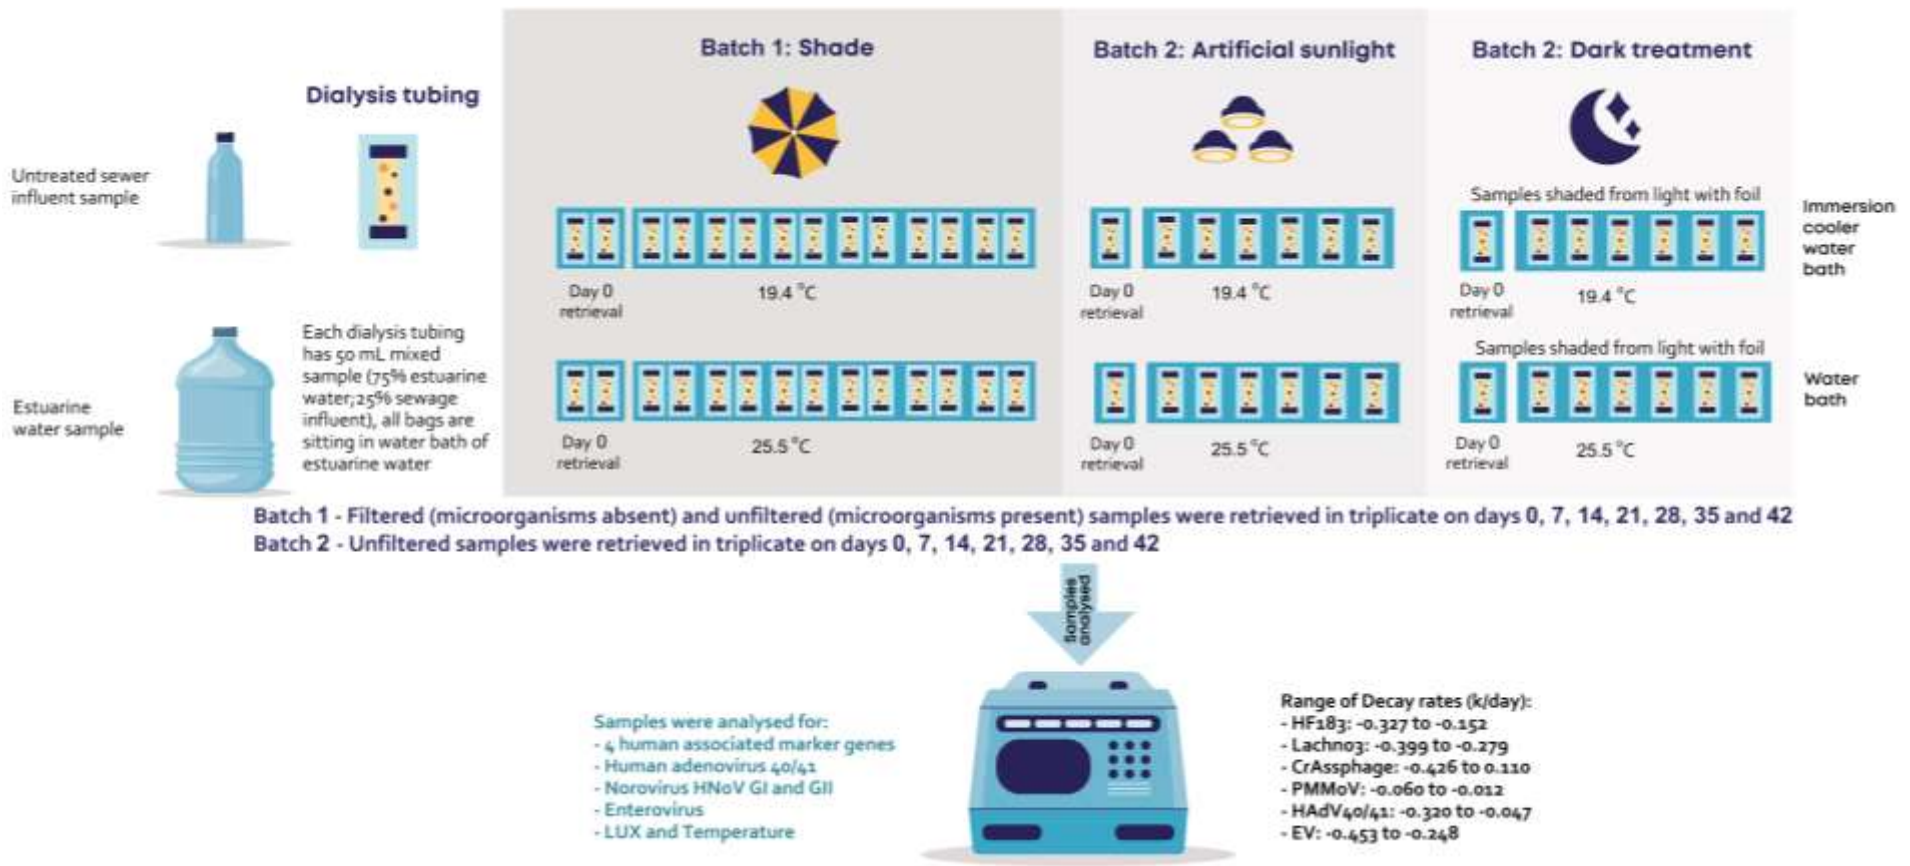 Batch 1: Shade
Batch 2: Artificial sunlight
Batch 2: Dark treatment
Dialysis tubing
Untreated sewer
influent sample
Samples shaded from light with foil
Immersion
cooler
water
bath
Day 0
retrieval
19.4 °C
Day 0
retrieval
19.4 °C
Day 0
retrieval
19.4 °C
Estuarine
water sample
Each dialysis tubing
has 50 mL mixed
sample (75% estuarine
water;25% sewage
influent), all bags are
sitting in water bath of
estuarine water
Samples shaded from light with foil
Water
bath
Day 0
retrieval
25.5 °C
Day 0
retrieval
25.5 °C
Day 0
retrieval
25.5 °C
Batch 1 - Filtered (microorganisms absent) and unfiltered (microorganisms present) samples were retrieved in triplicate on days 0, 7, 14, 21, 28, 35 and 42
Batch 2 - Unfiltered samples were retrieved in triplicate on days 0, 7, 14, 21, 28, 35 and 42
Samples
analysed
Samples were analysed for:
- 4 human associated marker genes
- Human adenovirus 40/41
- Norovirus HNoV GI and GII
- Enterovirus
- LUX and Temperature
Range of Decay rates (k/day):
- HF183: -0.327 to -0.152
- Lachno3: -0.399 to -0.279
- CrAssphage: -0.426 to 0.110
- PMMoV: -0.060 to -0.012
- HAdV40/41: -0.320 to -0.047
- EV: -0.453 to -0.248